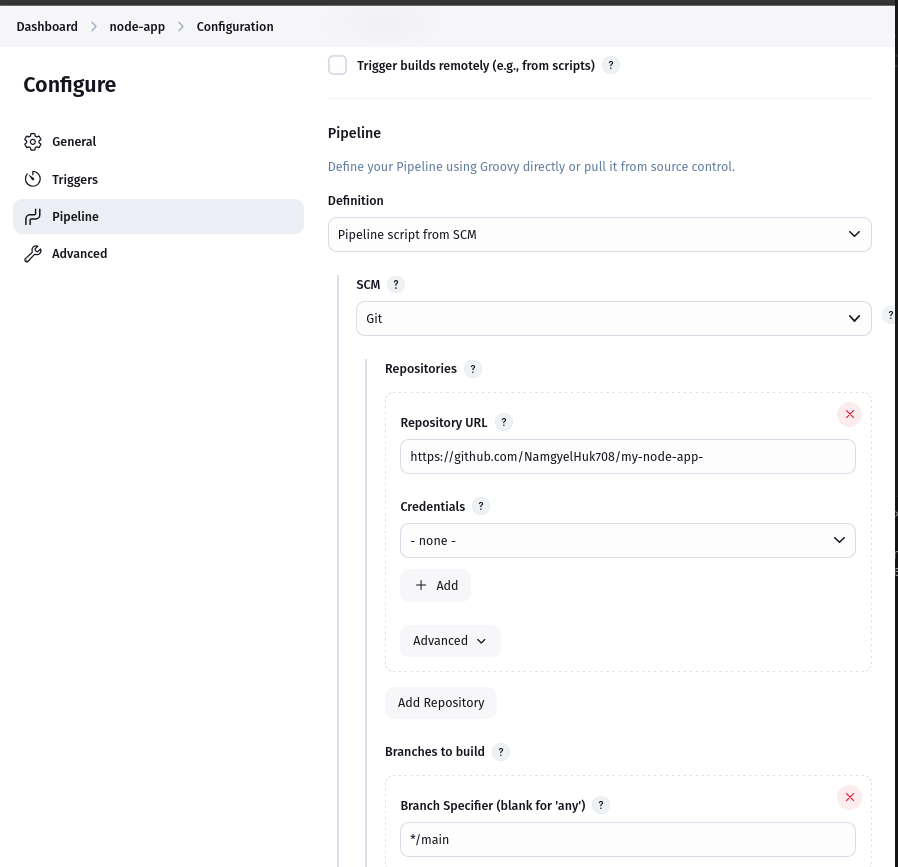 Dashboard > node-app > Configuration
Configure
General
Triggers
Pipeline
Advanced
Trigger builds remotely (e.g., from scripts) ?
Pipeline
Define your Pipeline using Groovy directly or pull it from source control.
Definition
Pipeline script from SCM
SCM ?
Git
?
Repositories ?
Repository URL ?
https://github.com/NamgyelHuk708/my-node-app-
Credentials ?
- none -
+ Add
Advanced
Add Repository
Branches to build ?
Branch Specifier (blank for 'any') ?
*/main